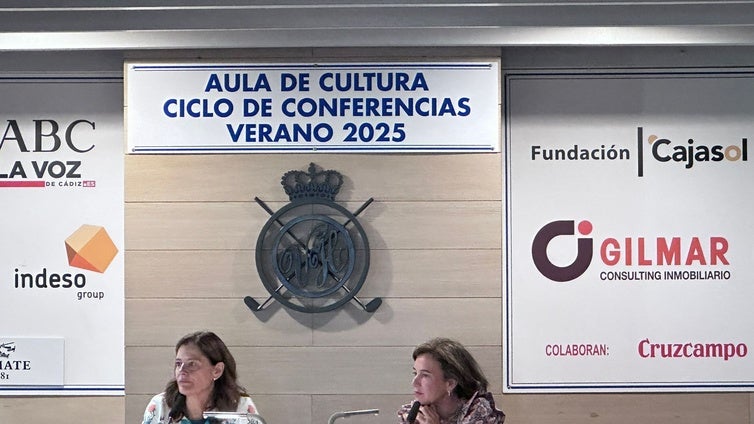 AULA DE CULTURA
CICLO DE CONFERENCIAS
VERANO 2025
ABC
LA VOZ
DE CÁDIZ
indeso
group
81
Fundación | Cajasol
GILMAR
CONSULTING INMOBILIARIO
COLABORAN: Cruzcampo